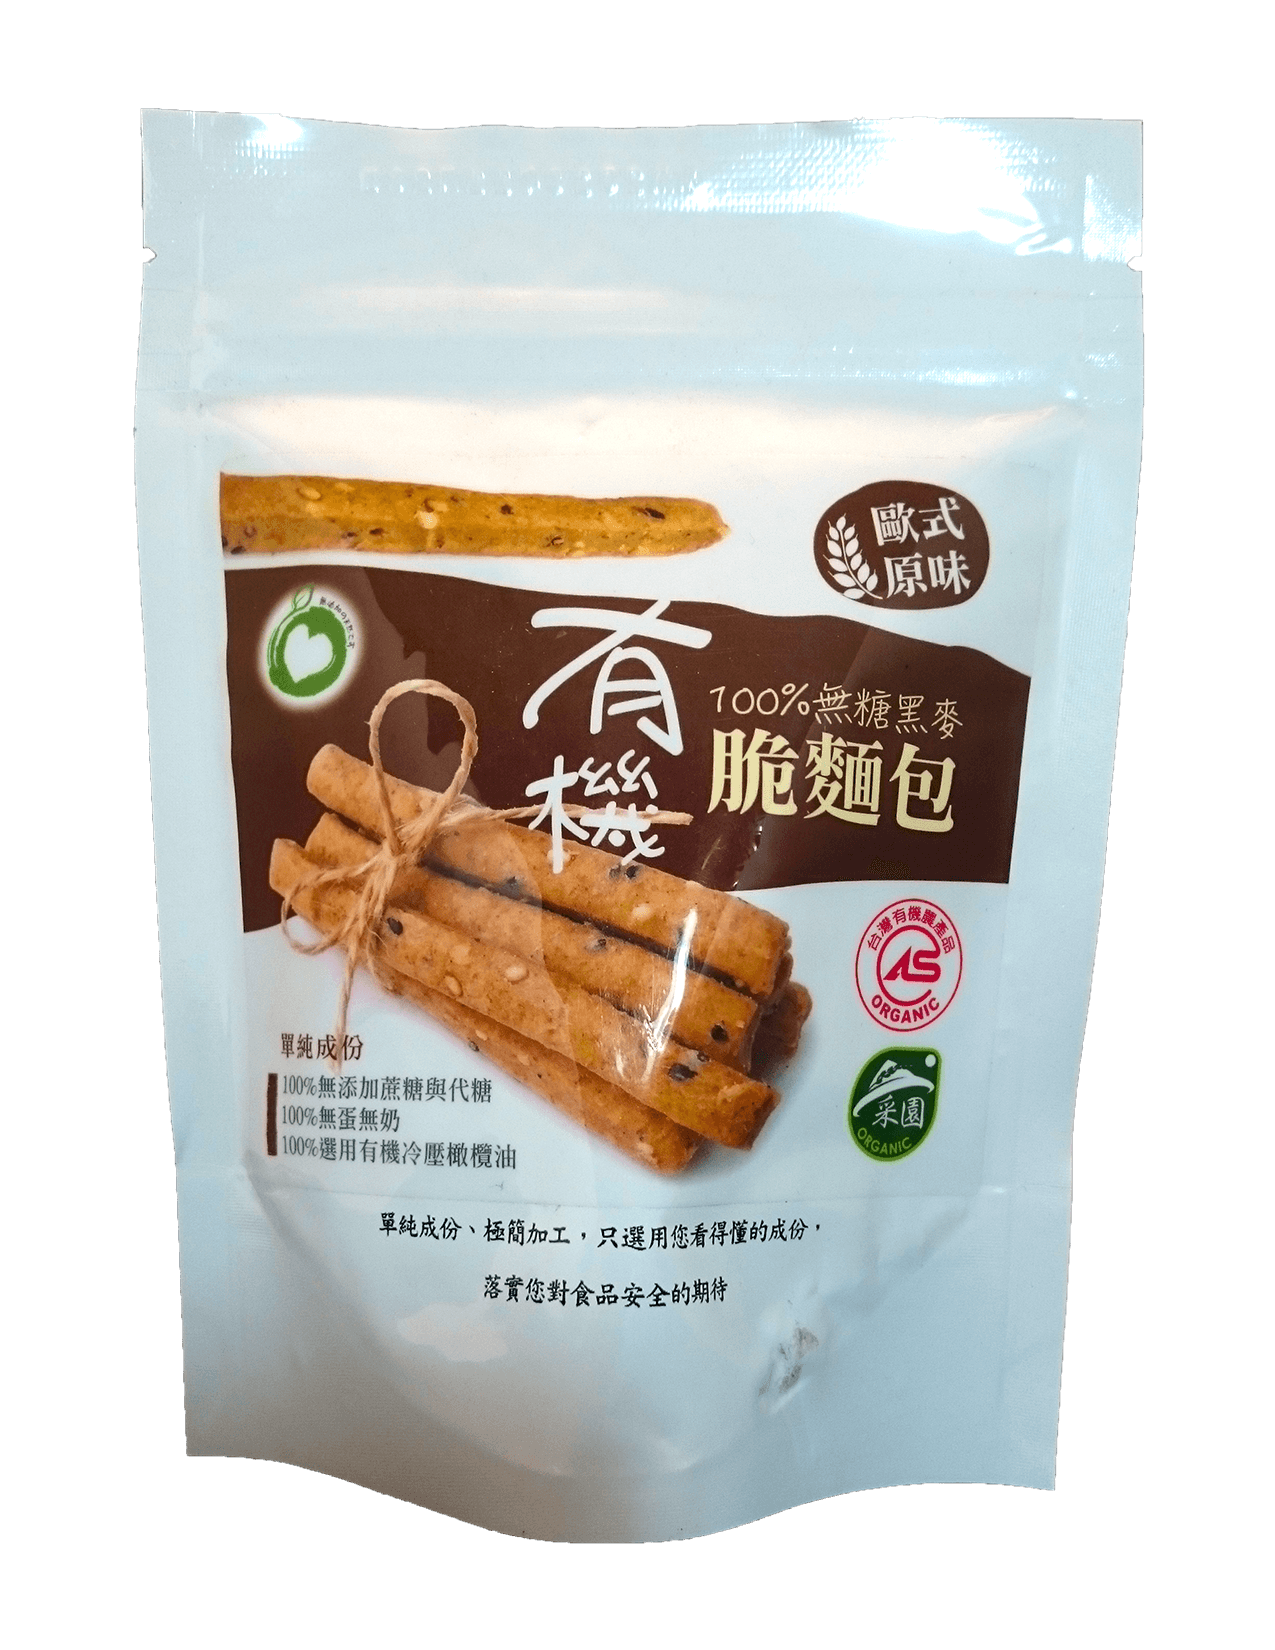 歐式
原味
有機
100%無糖黑麥
脆麵包
台灣有機農產品
AS
ORGANIC
采園
ORGANIC
單純成份
100%無添加蔗糖與代糖
100%無蛋無奶
100%選用有機冷壓橄欖油
單純成份、極簡加工，只選用您看得懂的成份，
落實您對食品安全的期待